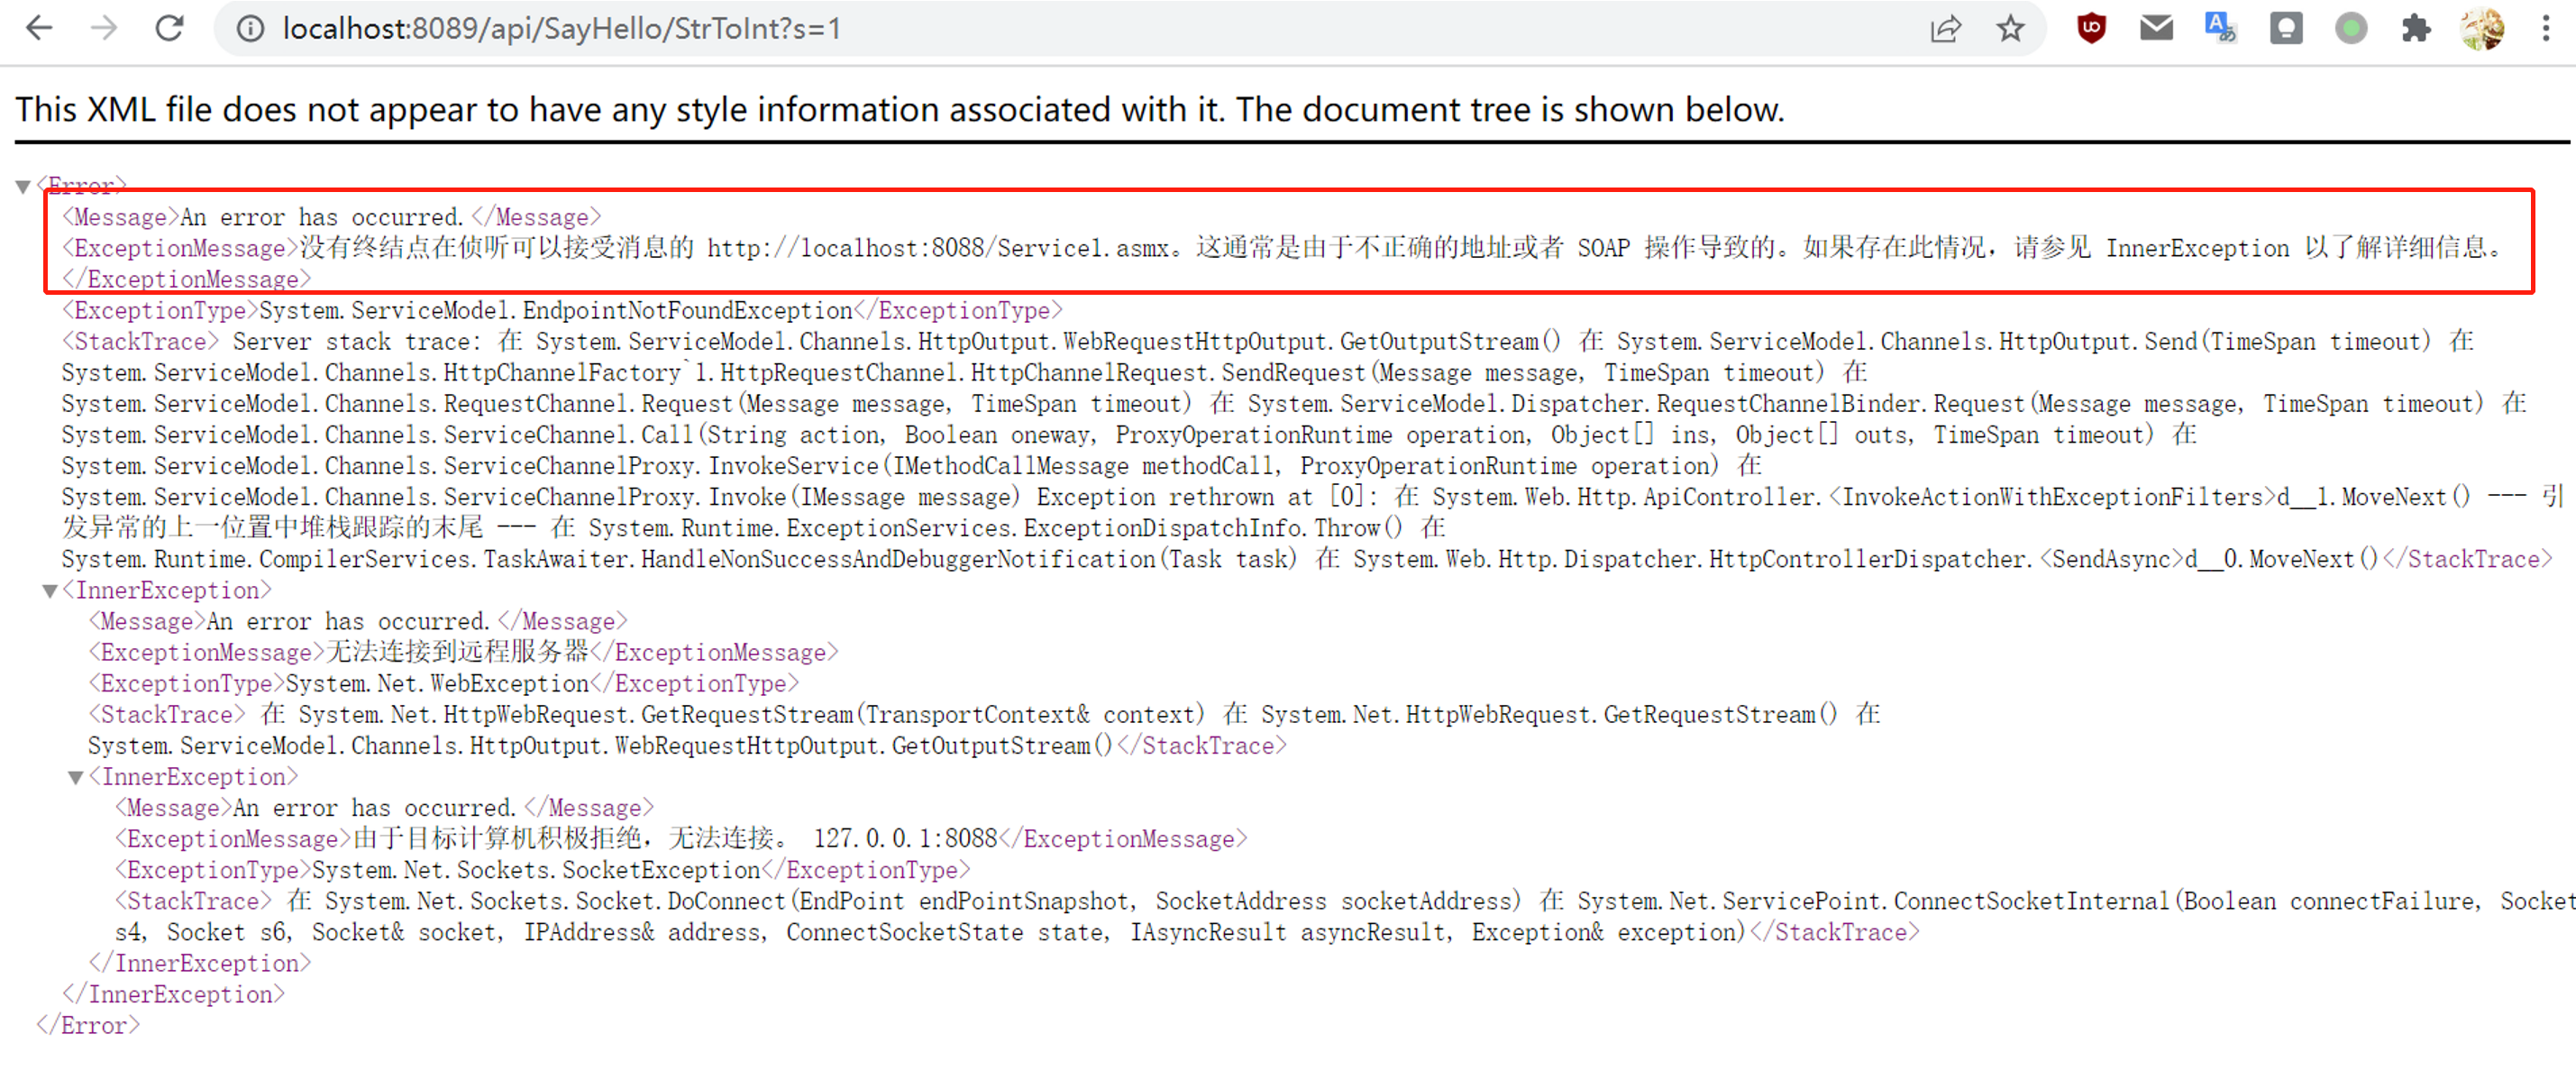 localhost:8089/api/SayHello/StrToInt?s=1
This XML file does not appear to have any style information associated with it. The document tree is shown below.
<Error>
<Message>An error has occurred.</Message>
<ExceptionMessage>没有终结点在侦听可以接受消息的 http://localhost:8088/Service1.asmx。这通常是由于不正确的地址或者 SOAP 操作导致的。如果存在此情况，请参见 InnerException 以了解详细信息。
</ExceptionMessage>
<ExceptionType>System.ServiceModel.EndpointNotFoundException</ExceptionType>
<StackTrace> Server stack trace: 在 System.ServiceModel.Channels.HttpOutput.WebRequestHttpOutput.GetOutputStream() 在 System.ServiceModel.Channels.HttpOutput.Send(TimeSpan timeout) 在
System.ServiceModel.Channels.HttpChannelFactory`1.HttpRequestChannel.HttpChannelRequest.SendRequest(Message message, TimeSpan timeout) 在
System.ServiceModel.Channels.RequestChannel.Request(Message message, TimeSpan timeout) 在 System.ServiceModel.Dispatcher.RequestChannelBinder.Request(Message message, TimeSpan timeout) 在
System.ServiceModel.Channels.ServiceChannel.Call(String action, Boolean oneway, ProxyOperationRuntime operation, Object[] ins, Object[] outs, TimeSpan timeout) 在
System.ServiceModel.Channels.ServiceChannelProxy.InvokeService(IMethodCallMessage methodCall, ProxyOperationRuntime operation) 在
System.ServiceModel.Channels.ServiceChannelProxy.Invoke(IMessage message) Exception rethrown at [0]: 在 System.Web.Http.ApiController.<InvokeActionWithExceptionFilters>d__1.MoveNext() --- 引
发异常的上一位置中堆栈跟踪的末尾 --- 在 System.Runtime.ExceptionServices.ExceptionDispatchInfo.Throw() 在
System.Runtime.CompilerServices.TaskAwaiter.HandleNonSuccessAndDebuggerNotification(Task task) 在 System.Web.Http.Dispatcher.HttpControllerDispatcher.<SendAsync>d__0.MoveNext()</StackTrace>
<InnerException>
<Message>An error has occurred.</Message>
<ExceptionMessage>无法连接到远程服务器</ExceptionMessage>
<ExceptionType>System.Net.WebException</ExceptionType>
<StackTrace> 在 System.Net.HttpWebRequest.GetRequestStream(TransportContext& context) 在 System.Net.HttpWebRequest.GetRequestStream() 在
System.ServiceModel.Channels.HttpOutput.WebRequestHttpOutput.GetOutputStream()</StackTrace>
<InnerException>
<Message>An error has occurred.</Message>
<ExceptionMessage>由于目标计算机积极拒绝，无法连接。 127.0.0.1:8088</ExceptionMessage>
<ExceptionType>System.Net.Sockets.SocketException</ExceptionType>
<StackTrace> 在 System.Net.Sockets.Socket.DoConnect(EndPoint endPointSnapshot, SocketAddress socketAddress) 在 System.Net.ServicePoint.ConnectSocketInternal(Boolean connectFailure, Socket
s4, Socket s6, Socket& socket, IPAddress& address, ConnectSocketState state, IAsyncResult asyncResult, Exception& exception)</StackTrace>
</InnerException>
</InnerException>
</Error>